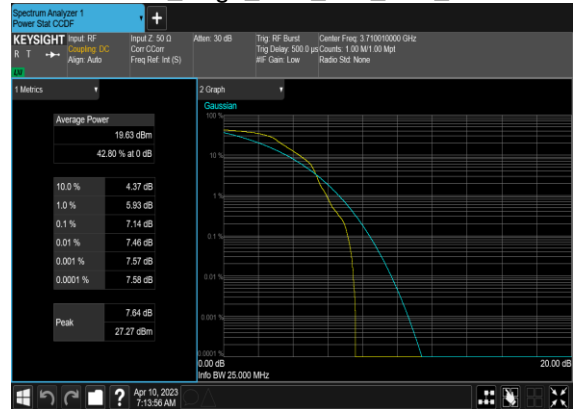 Spectrum Analyzer 1
Power Stat CCDF
KEYSIGHT
R T
LXI
Input: RF
Coupling: DC
Align: Auto
Input Z: 50 Ω
Corr CCorr
Freq Ref: Int (S)
Atten: 30 dB
Trig: RF Burst
Trig Delay: 500.0 µs
#IF Gain: Low
Center Freq: 3.710010000 GHz
Counts: 1.00 M/1.00 Mpt
Radio Std: None
1 Metrics
Average Power
19.63 dBm
42.80 % at 0 dB
10.0 % 4.37 dB
1.0 % 5.93 dB
0.1 % 7.14 dB
0.01 % 7.46 dB
0.001 % 7.57 dB
0.0001 % 7.58 dB
Peak
7.64 dB
27.27 dBm
2 Graph
Gaussian
100 %
10 %
1 %
0.1 %
0.01 %
0.001 %
0.0001 %
0.00 dB
20.00 dB
Info BW 25.000 MHz
?
Apr 10, 2023
7:13:56 AM